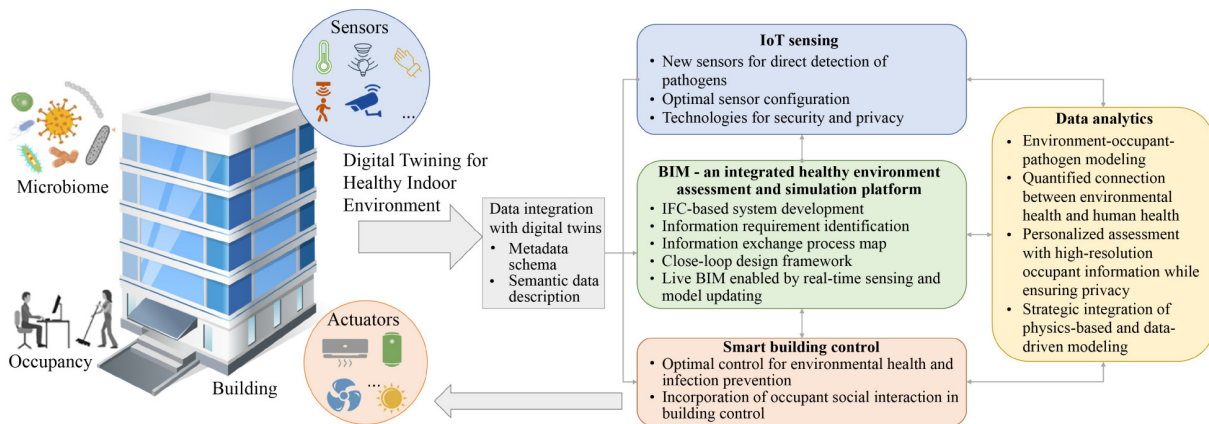 Sensors
...
Microbiome
Digital Twining for
Healthy Indoor
Environment
Occupancy
Building
Actuators
...
Data integration
with digital twins
• Metadata
schema
• Semantic data
description
IoT sensing
• New sensors for direct detection of
pathogens
• Optimal sensor configuration
• Technologies for security and privacy
BIM - an integrated healthy environment
assessment and simulation platform
• IFC-based system development
• Information requirement identification
• Information exchange process map
• Close-loop design framework
• Live BIM enabled by real-time sensing and
model updating
Smart building control
• Optimal control for environmental health and
infection prevention
• Incorporation of occupant social interaction in
building control
Data analytics
• Environment-occupant-
pathogen modeling
• Quantified connection
between environmental
health and human health
• Personalized assessment
with high-resolution
occupant information while
ensuring privacy
• Strategic integration of
physics-based and data-
driven modeling